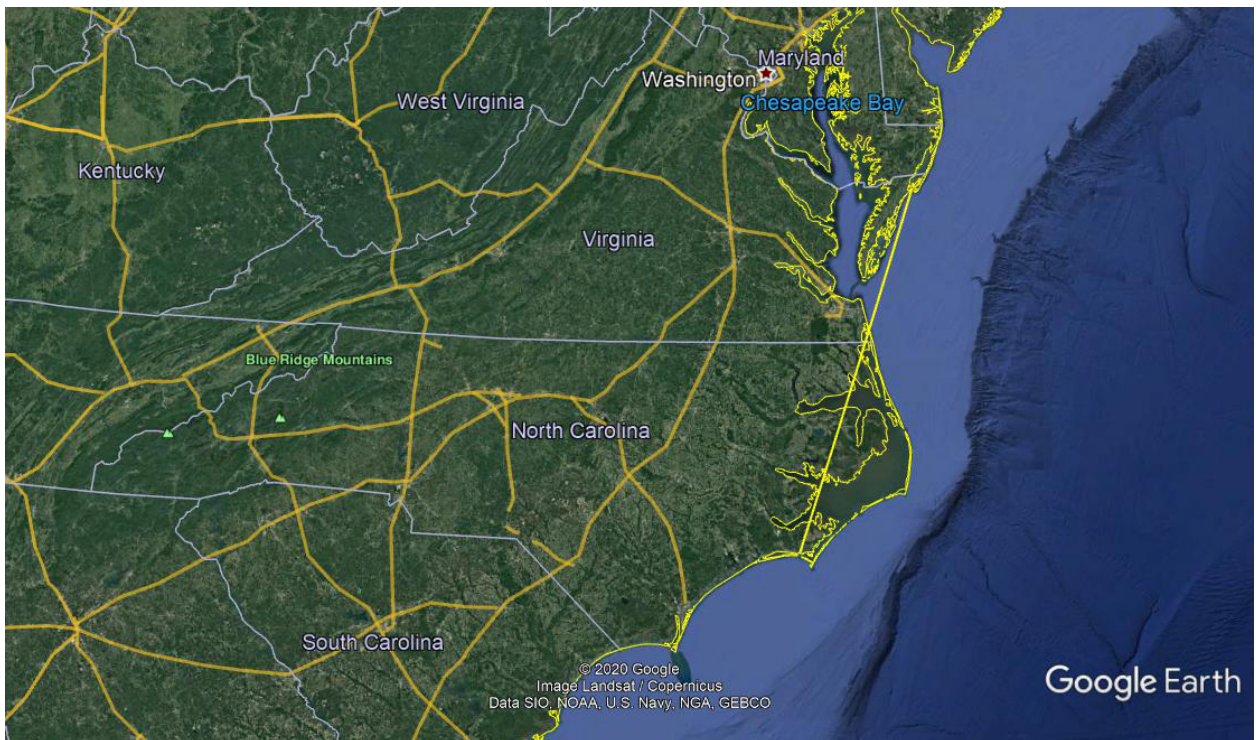 Maryland
Washington
West Virginia
Chesapeake Bay
Kentucky
Virginia
Blue Ridge Mountains
North Carolina
South Carolina
© 2020 Google
Image Landsat / Copernicus
Data SIO, NOAA, U.S. Navy, NGA, GEBCO
Google Earth